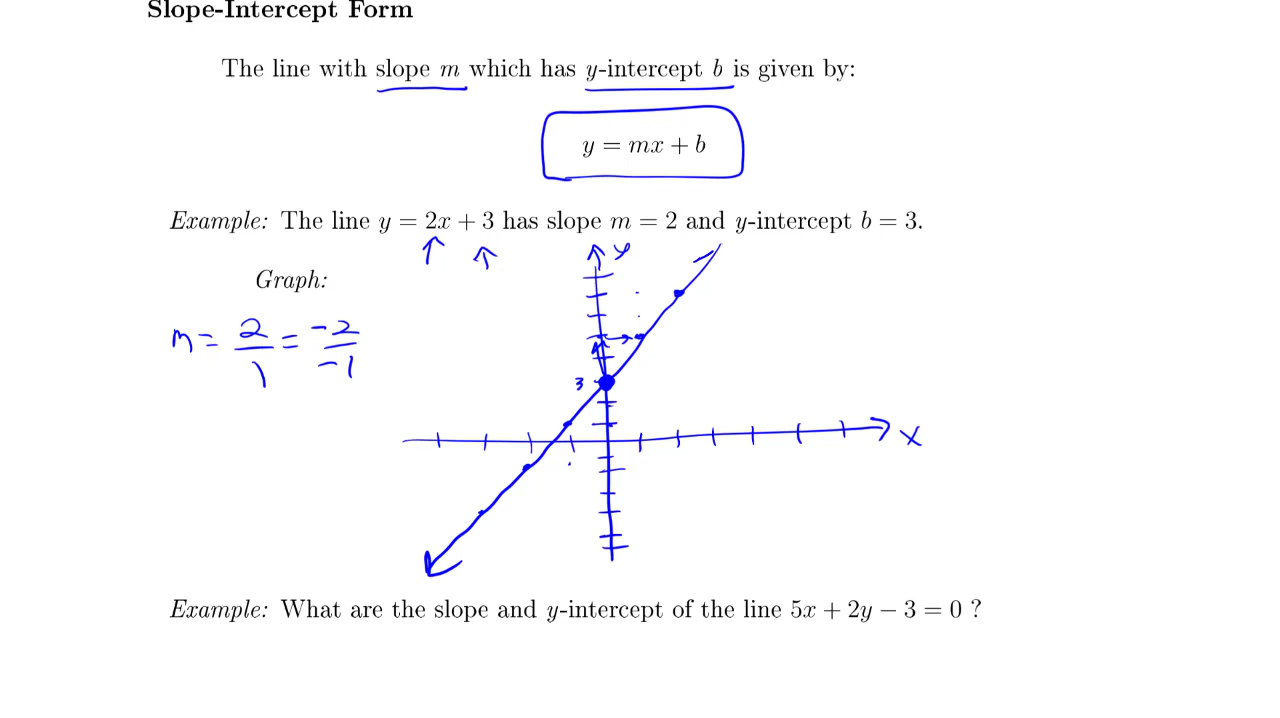 Slope-Intercept Form
The line with slope m which has y-intercept b is given by:
y = mx + b
Example: The line y = 2x + 3 has slope m = 2 and y-intercept b = 3.
y
Graph:
m = 2/1 = -2/-1
3
x
Example: What are the slope and y-intercept of the line 5x + 2y − 3 = 0 ?